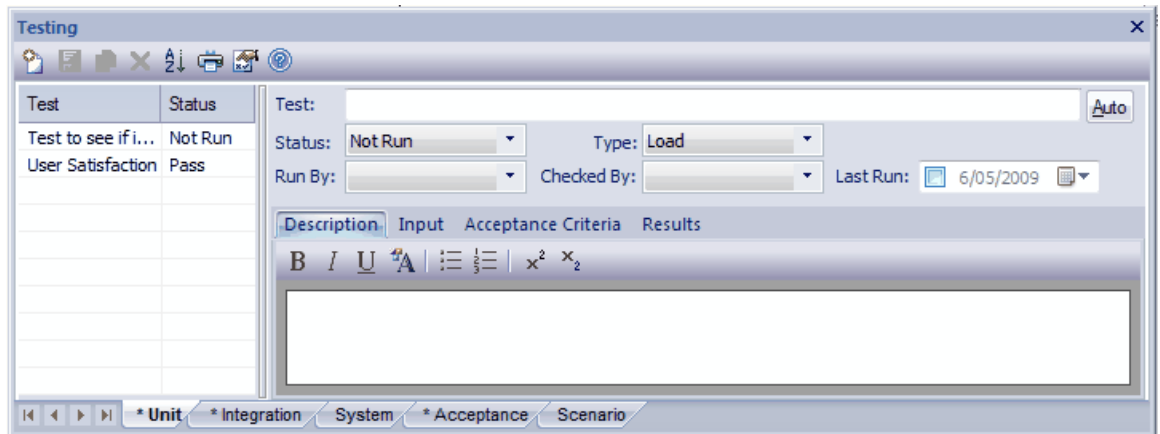 Testing
Test Status
Test to see if i... Not Run
User Satisfaction Pass
Test: Auto
Status: Not Run Type: Load
Run By: Checked By: Last Run: 6/05/2009
Description Input Acceptance Criteria Results
B I U A x² x₂
* Unit * Integration System * Acceptance Scenario